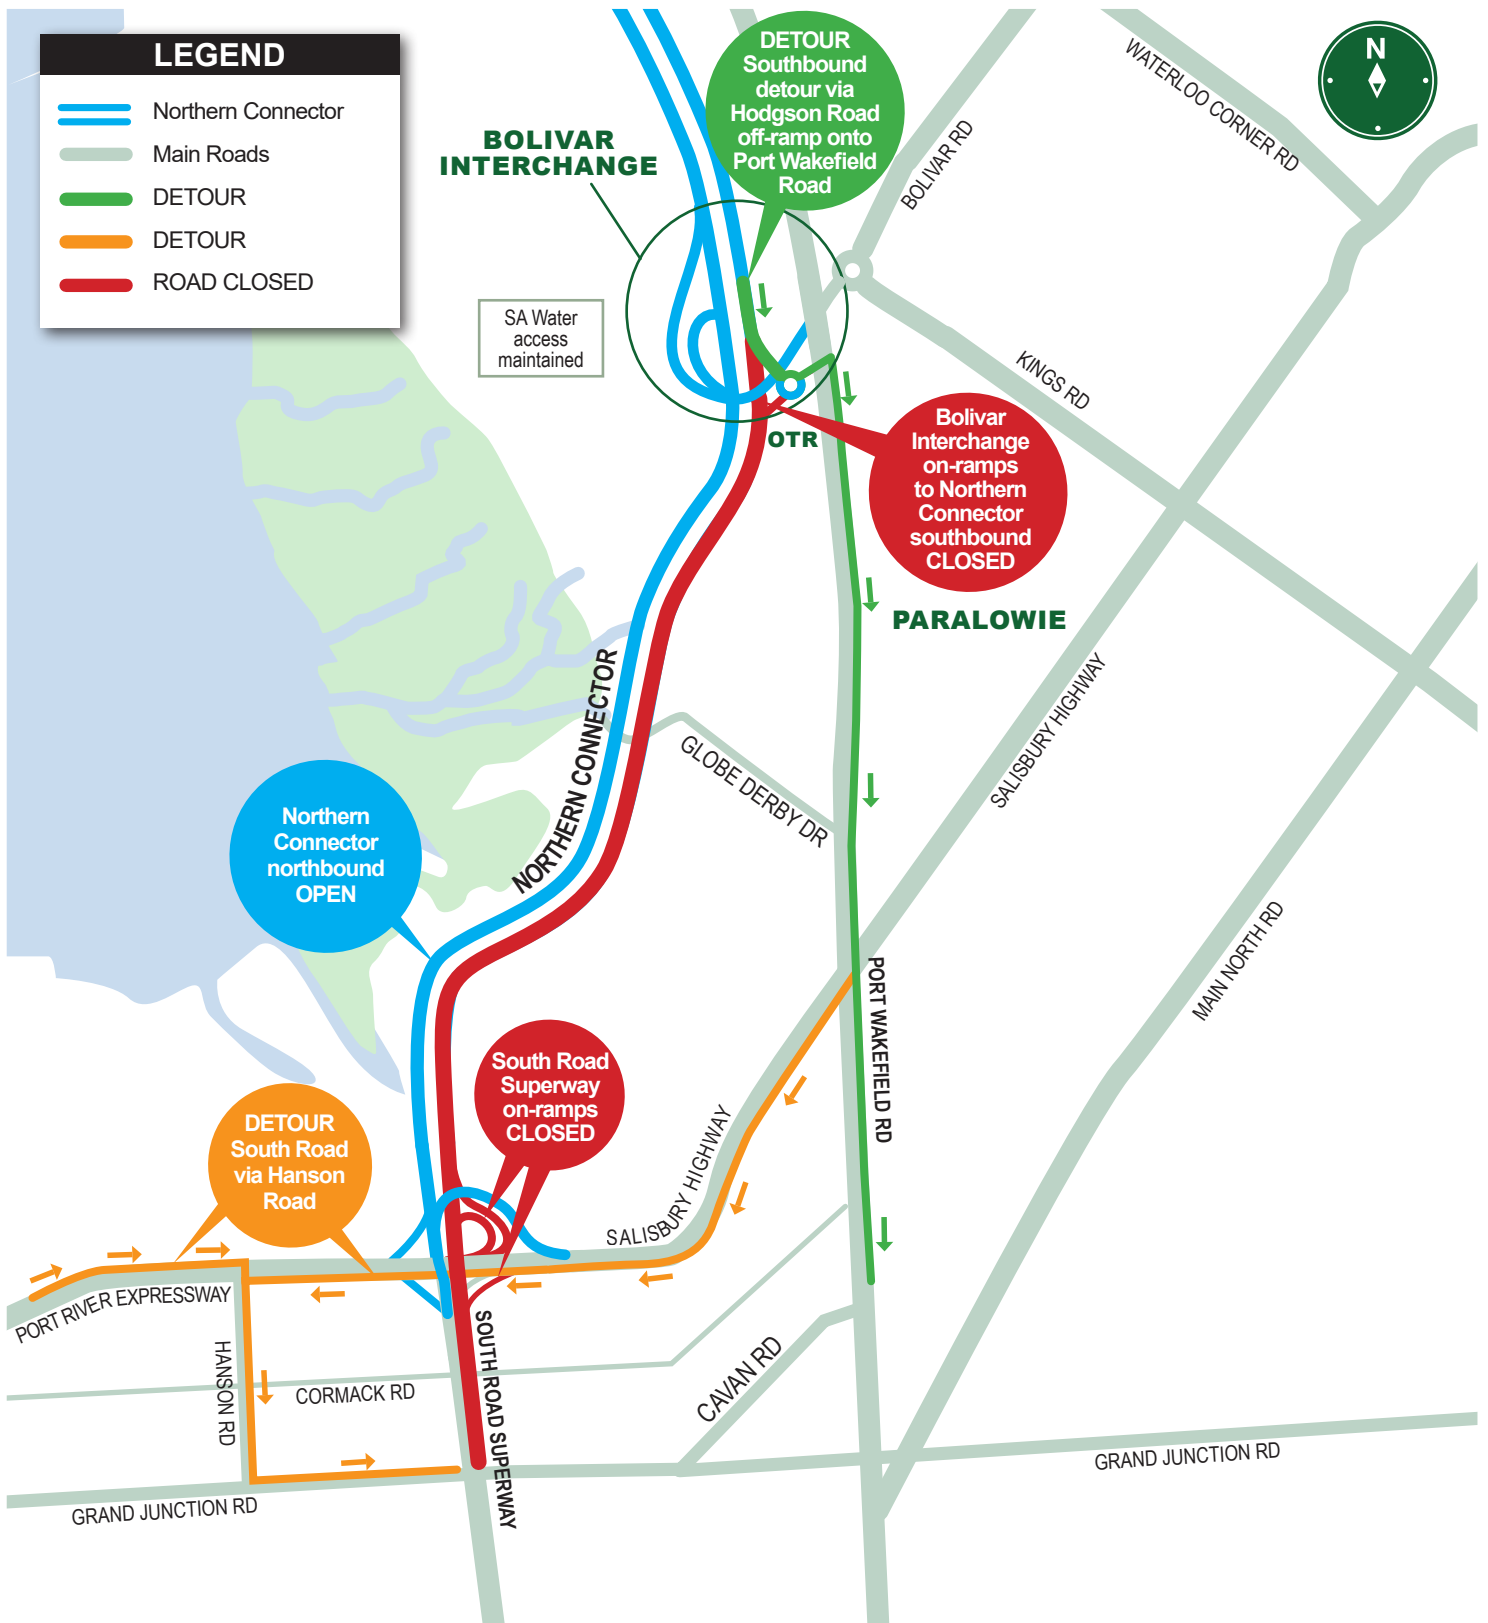 LEGEND
Northern Connector
Main Roads
DETOUR
DETOUR
ROAD CLOSED
DETOUR
Southbound
detour via
Hodgson Road
off-ramp onto
Port Wakefield
Road
N
WATERLOO CORNER RD
BOLIVAR RD
BOLIVAR
INTERCHANGE
SA Water
access
maintained
KINGS RD
OTR
Bolivar
Interchange
on-ramps
to Northern
Connector
southbound
CLOSED
PARALOWIE
NORTHERN CONNECTOR
GLOBE DERBY DR
SALISBURY HIGHWAY
Northern
Connector
northbound
OPEN
MAIN NORTH RD
PORT WAKEFIELD RD
South Road
Superway
on-ramps
CLOSED
DETOUR
South Road
via Hanson
Road
SALISBURY HIGHWAY
PORT RIVER EXPRESSWAY
HANSON RD
CORMACK RD
SOUTH ROAD SUPERWAY
CAVAN RD
GRAND JUNCTION RD
GRAND JUNCTION RD